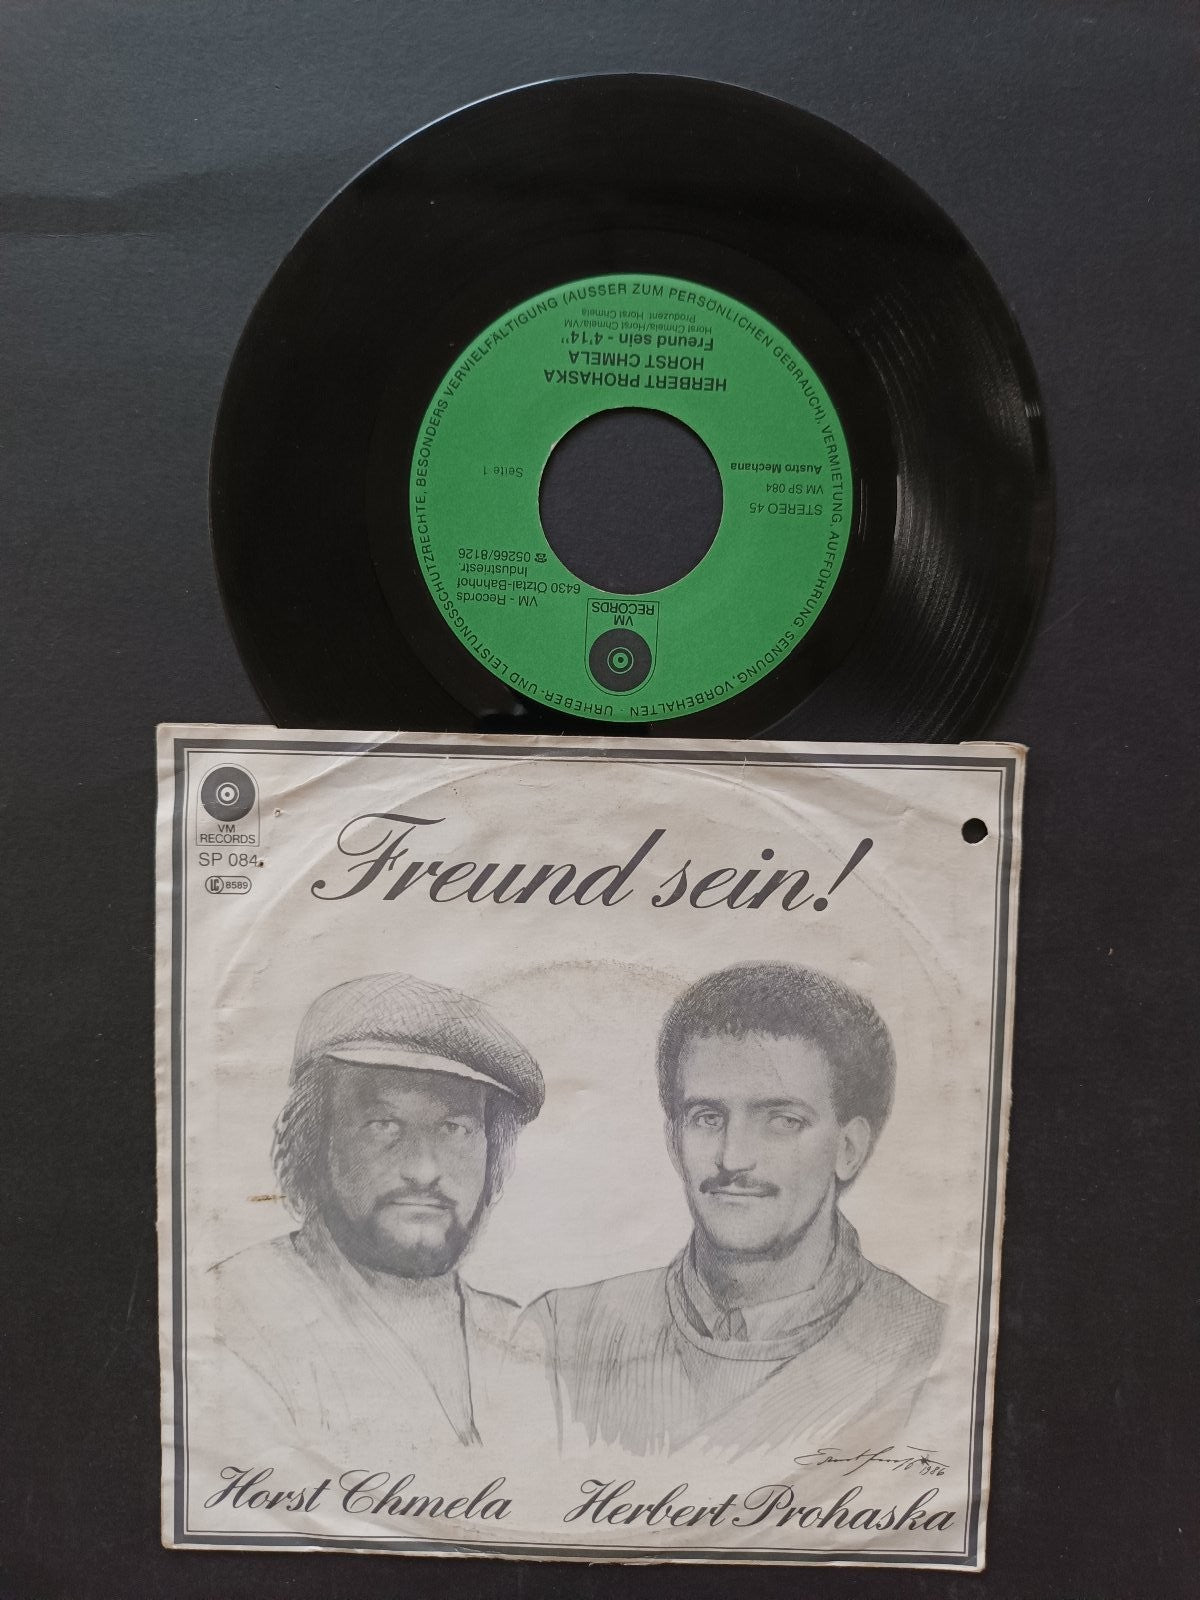 URHEBER- UND LEISTUNGSSCHUTZRECHTE, BESONDERS VERVIELFÄLTIGUNG (AUSSER ZUM PERSÖNLICHEN GEBRAUCH), VERMIETUNG, AUFFÜHRUNG, SENDUNG, VORBEHALTEN ·
VM
RECORDS
VM - Records
6430 Ötztal-Bahnhof
Industriestr.
☎ 05266/8126
STEREO 45
VM SP 084
Austro Mechana
Seite 1
HERBERT PROHASKA
HORST CHMELA
Freund sein - 4'14''
Horst Chmela/Horst Chmela/VM
Produzent: Horst Chmela
VM
RECORDS
SP 084
LC 8589
Freund sein!
1986
Horst Chmela
Herbert Prohaska